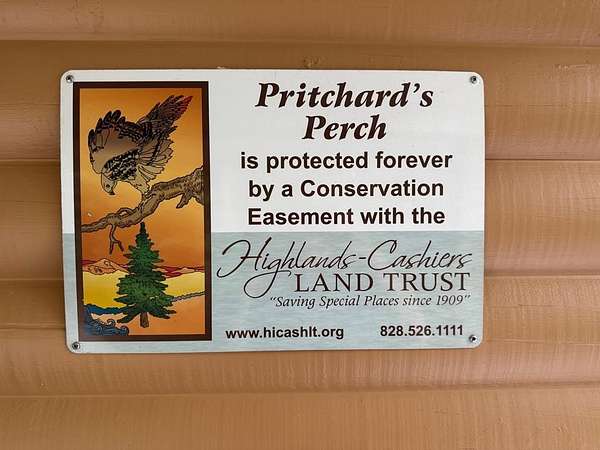 Pritchard's
Perch
is protected forever
by a Conservation
Easement with the
Highlands-Cashiers
LAND TRUST
"Saving Special Places since 1909"
www.hicashlt.org 828.526.1111